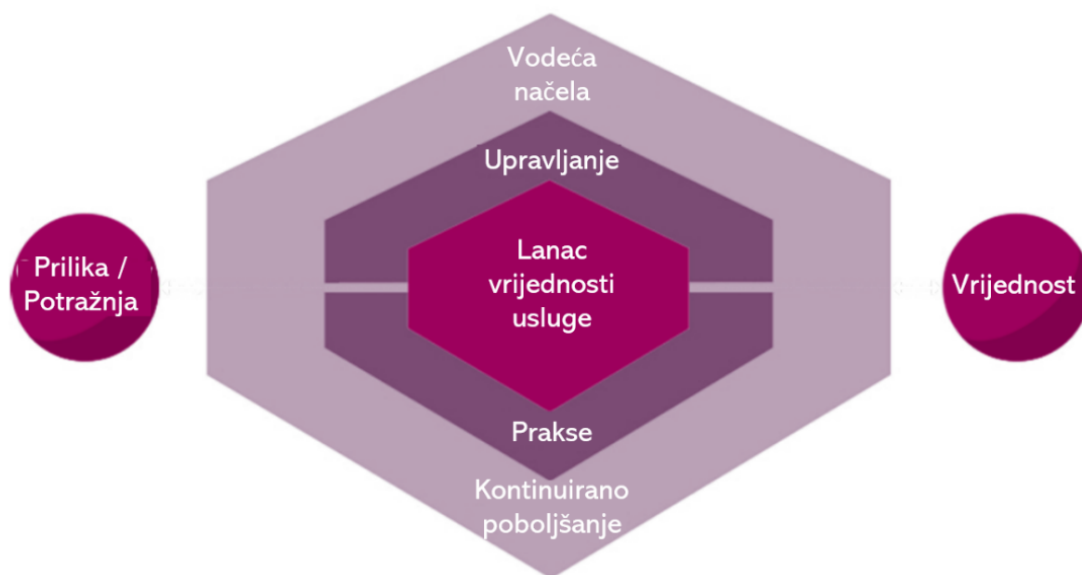 Vodeća
načela
Upravljanje
Prilika /
Potražnja
Lanac
vrijednosti
usluge
Vrijednost
Prakse
Kontinuirano
poboljšanje